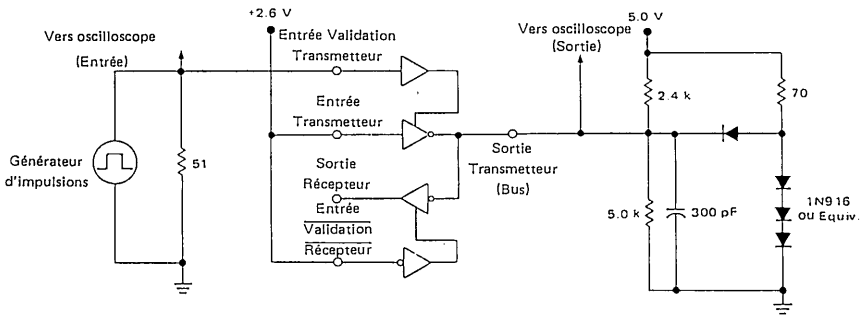 +2.6 V
Vers oscilloscope
(Entrée)
Entrée Validation
Transmetteur
Entrée
Transmetteur
Générateur
d'impulsions
51
Sortie
Récepteur
Entrée
Validation
Récepteur
Sortie
Transmetteur
(Bus)
Vers oscilloscope
(Sortie)
5.0 V
2.4 k
70
5.0 k
300 pF
1N916
ou Equiv.